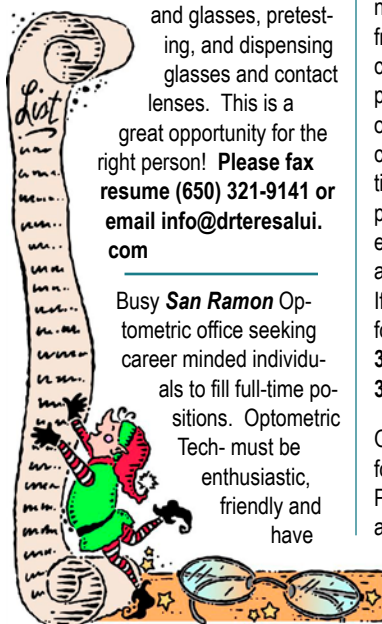 and glasses, pretest-
ing, and dispensing
glasses and contact
lenses. This is a
great opportunity for the
right person! Please fax
resume (650) 321-9141 or
email info@drteresalui.
com
Busy San Ramon Op-
tometric office seeking
career minded individu-
als to fill full-time po-
sitions. Optometric
Tech- must be
enthusiastic,
friendly and
have
List